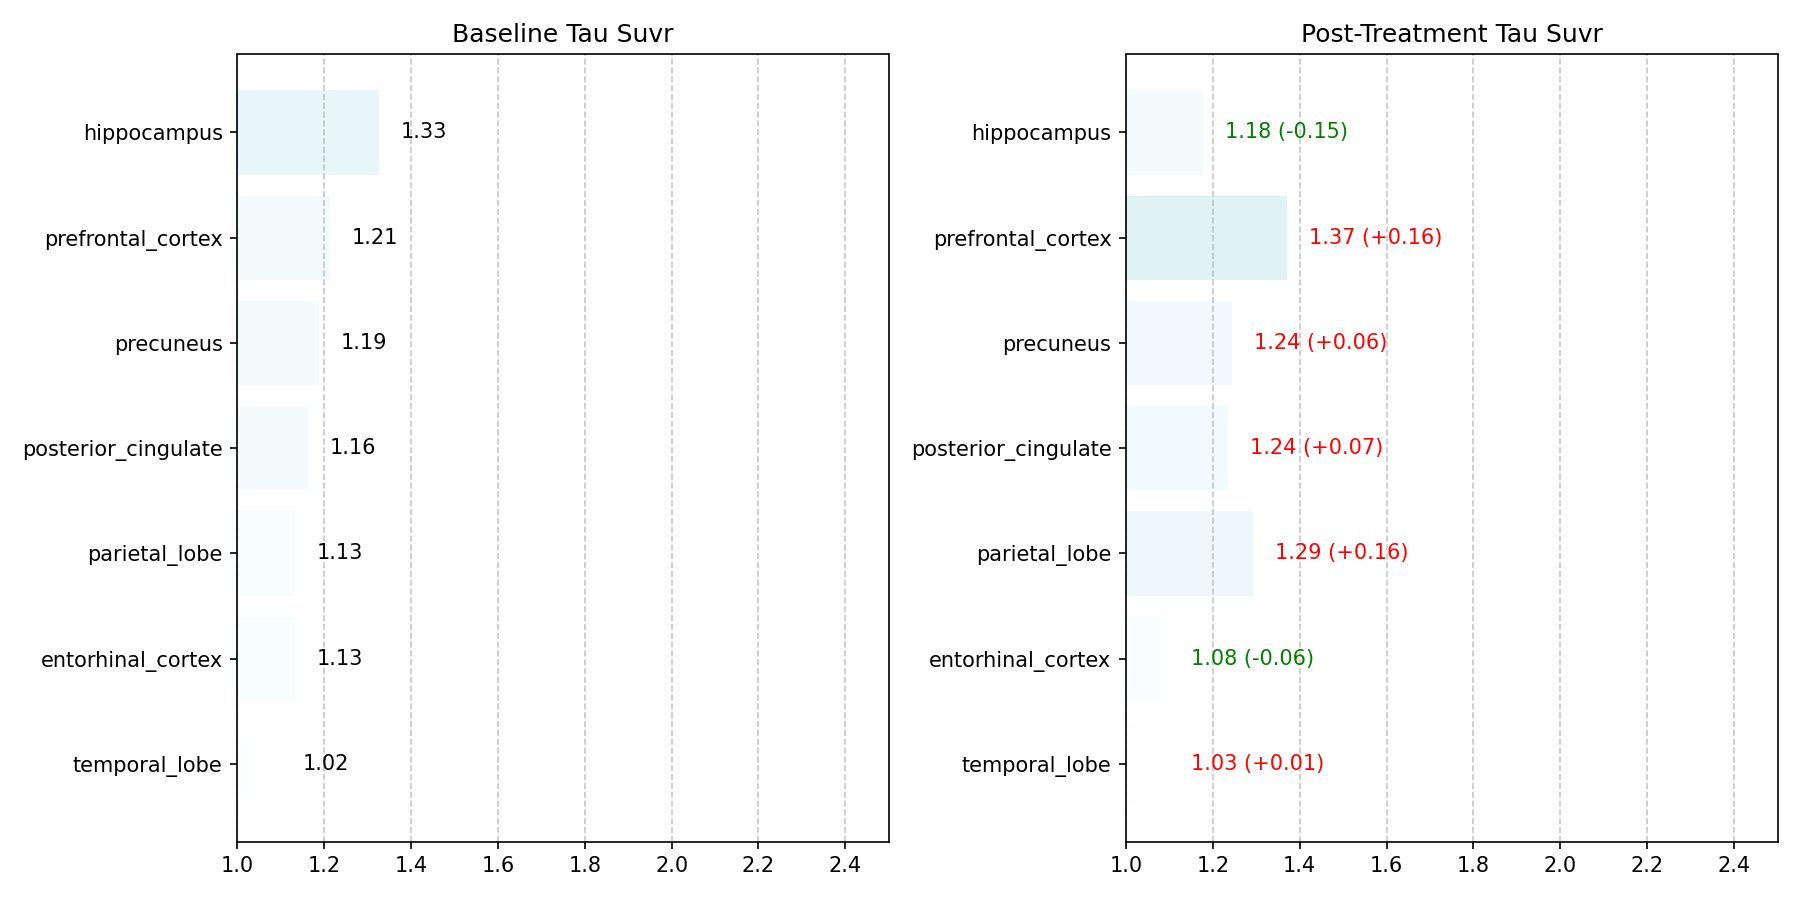 Baseline Tau Suvr
hippocampus 1.33
prefrontal_cortex 1.21
precuneus 1.19
posterior_cingulate 1.16
parietal_lobe 1.13
entorhinal_cortex 1.13
temporal_lobe 1.02
1.0 1.2 1.4 1.6 1.8 2.0 2.2 2.4
Post-Treatment Tau Suvr
hippocampus 1.18 (-0.15)
prefrontal_cortex 1.37 (+0.16)
precuneus 1.24 (+0.06)
posterior_cingulate 1.24 (+0.07)
parietal_lobe 1.29 (+0.16)
entorhinal_cortex 1.08 (-0.06)
temporal_lobe 1.03 (+0.01)
1.0 1.2 1.4 1.6 1.8 2.0 2.2 2.4